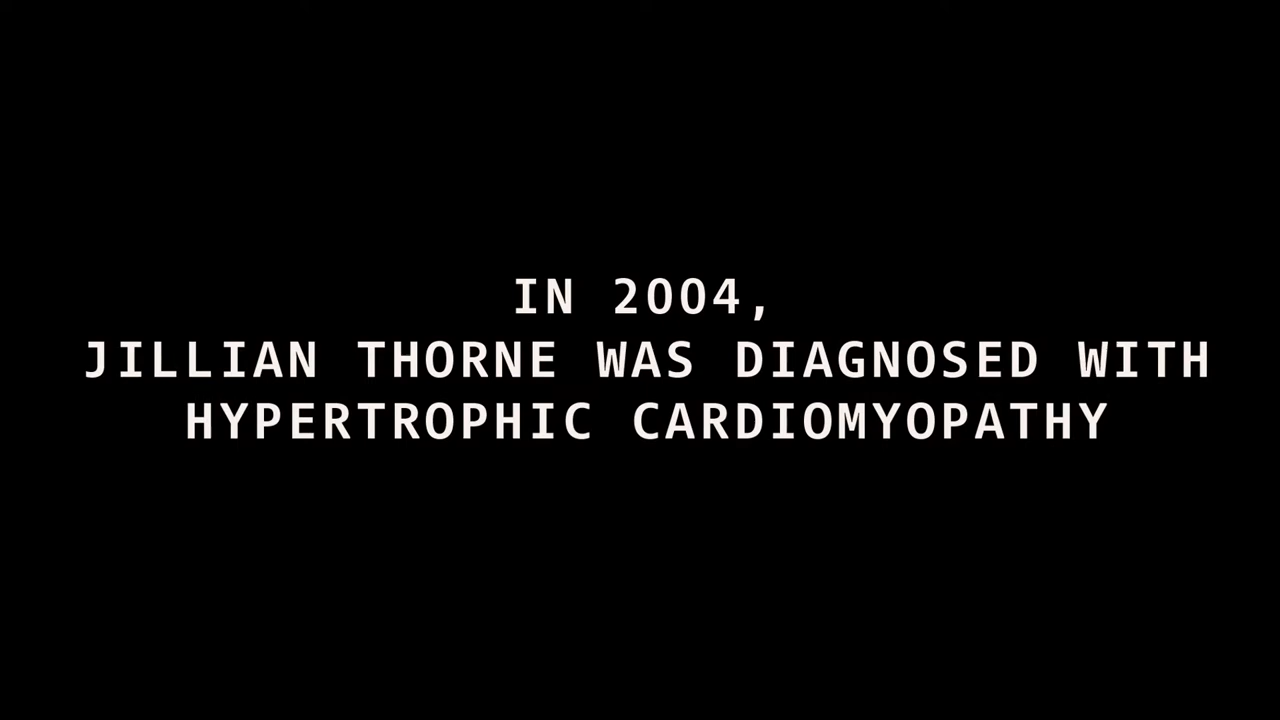 IN 2004,
JILLIAN THORNE WAS DIAGNOSED WITH
HYPERTROPHIC CARDIOMYOPATHY